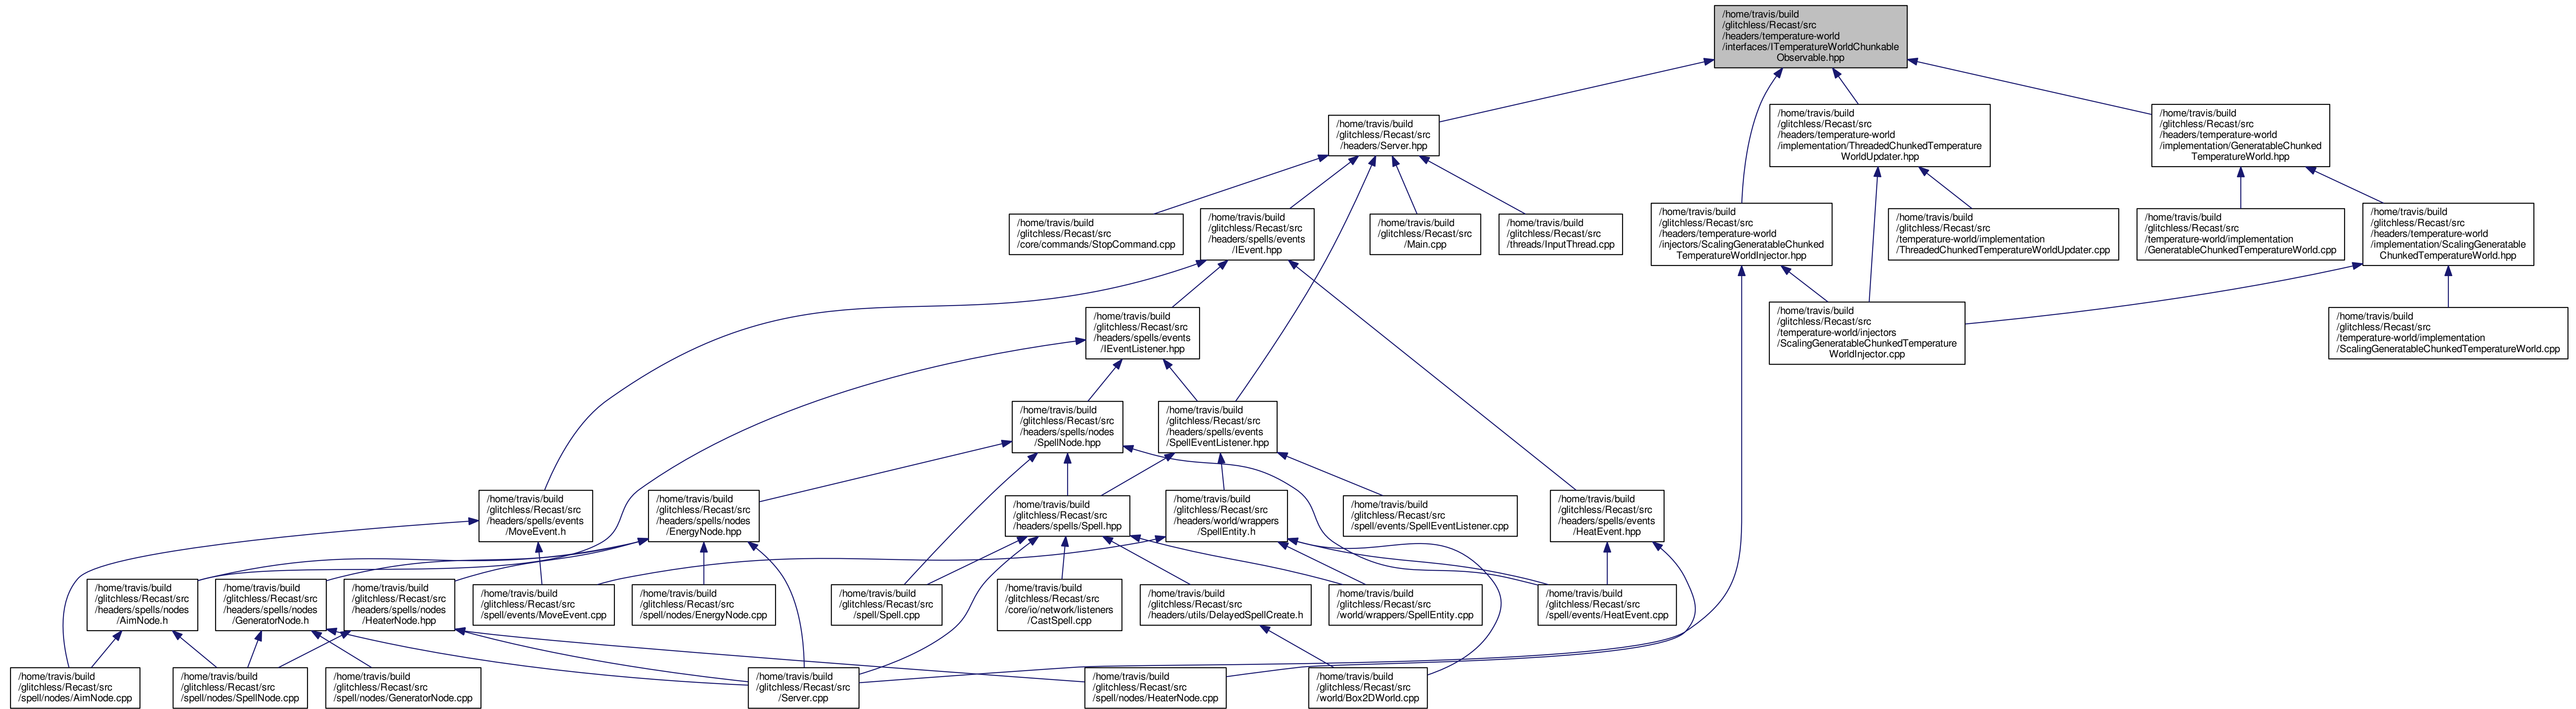 /home/travis/build
/glitchless/Recast/src
/headers/temperature-world
/interfaces/ITemperatureWorldChunkable
Observable.hpp
/home/travis/build
/glitchless/Recast/src
/headers/Server.hpp
/home/travis/build
/glitchless/Recast/src
/headers/temperature-world
/implementation/ThreadedChunkedTemperature
WorldUpdater.hpp
/home/travis/build
/glitchless/Recast/src
/headers/temperature-world
/implementation/GeneratableChunked
TemperatureWorld.hpp
/home/travis/build
/glitchless/Recast/src
/core/commands/StopCommand.cpp
/home/travis/build
/glitchless/Recast/src
/headers/spells/events
/IEvent.hpp
/home/travis/build
/glitchless/Recast/src
/Main.cpp
/home/travis/build
/glitchless/Recast/src
/threads/InputThread.cpp
/home/travis/build
/glitchless/Recast/src
/headers/temperature-world
/injectors/ScalingGeneratableChunked
TemperatureWorldInjector.hpp
/home/travis/build
/glitchless/Recast/src
/temperature-world/implementation
/ThreadedChunkedTemperatureWorldUpdater.cpp
/home/travis/build
/glitchless/Recast/src
/temperature-world/implementation
/GeneratableChunkedTemperatureWorld.cpp
/home/travis/build
/glitchless/Recast/src
/headers/temperature-world
/implementation/ScalingGeneratable
ChunkedTemperatureWorld.hpp
/home/travis/build
/glitchless/Recast/src
/headers/spells/events
/IEventListener.hpp
/home/travis/build
/glitchless/Recast/src
/temperature-world/injectors
/ScalingGeneratableChunkedTemperature
WorldInjector.cpp
/home/travis/build
/glitchless/Recast/src
/temperature-world/implementation
/ScalingGeneratableChunkedTemperatureWorld.cpp
/home/travis/build
/glitchless/Recast/src
/headers/spells/nodes
/SpellNode.hpp
/home/travis/build
/glitchless/Recast/src
/headers/spells/events
/SpellEventListener.hpp
/home/travis/build
/glitchless/Recast/src
/headers/spells/events
/MoveEvent.h
/home/travis/build
/glitchless/Recast/src
/headers/spells/nodes
/EnergyNode.hpp
/home/travis/build
/glitchless/Recast/src
/headers/spells/Spell.hpp
/home/travis/build
/glitchless/Recast/src
/headers/world/wrappers
/SpellEntity.h
/home/travis/build
/glitchless/Recast/src
/spell/events/SpellEventListener.cpp
/home/travis/build
/glitchless/Recast/src
/headers/spells/events
/HeatEvent.hpp
/home/travis/build
/glitchless/Recast/src
/headers/spells/nodes
/AimNode.h
/home/travis/build
/glitchless/Recast/src
/headers/spells/nodes
/GeneratorNode.h
/home/travis/build
/glitchless/Recast/src
/headers/spells/nodes
/HeaterNode.hpp
/home/travis/build
/glitchless/Recast/src
/spell/events/MoveEvent.cpp
/home/travis/build
/glitchless/Recast/src
/spell/nodes/EnergyNode.cpp
/home/travis/build
/glitchless/Recast/src
/spell/Spell.cpp
/home/travis/build
/glitchless/Recast/src
/core/io/network/listeners
/CastSpell.cpp
/home/travis/build
/glitchless/Recast/src
/headers/utils/DelayedSpellCreate.h
/home/travis/build
/glitchless/Recast/src
/world/wrappers/SpellEntity.cpp
/home/travis/build
/glitchless/Recast/src
/spell/events/HeatEvent.cpp
/home/travis/build
/glitchless/Recast/src
/spell/nodes/AimNode.cpp
/home/travis/build
/glitchless/Recast/src
/spell/nodes/SpellNode.cpp
/home/travis/build
/glitchless/Recast/src
/spell/nodes/GeneratorNode.cpp
/home/travis/build
/glitchless/Recast/src
/Server.cpp
/home/travis/build
/glitchless/Recast/src
/spell/nodes/HeaterNode.cpp
/home/travis/build
/glitchless/Recast/src
/world/Box2DWorld.cpp